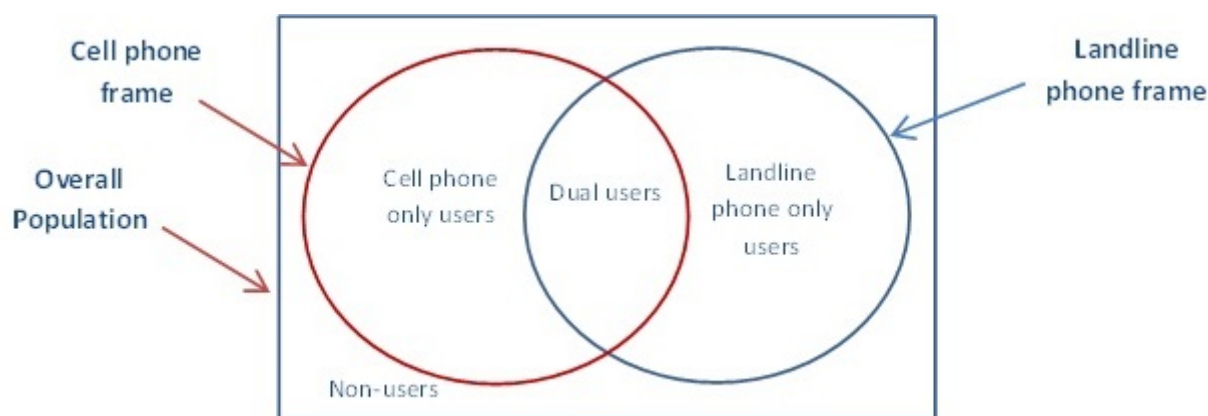 Cell phone
frame
Overall
Population
Cell phone
only users
Dual users
Landline
phone only
users
Non-users
Landline
phone frame